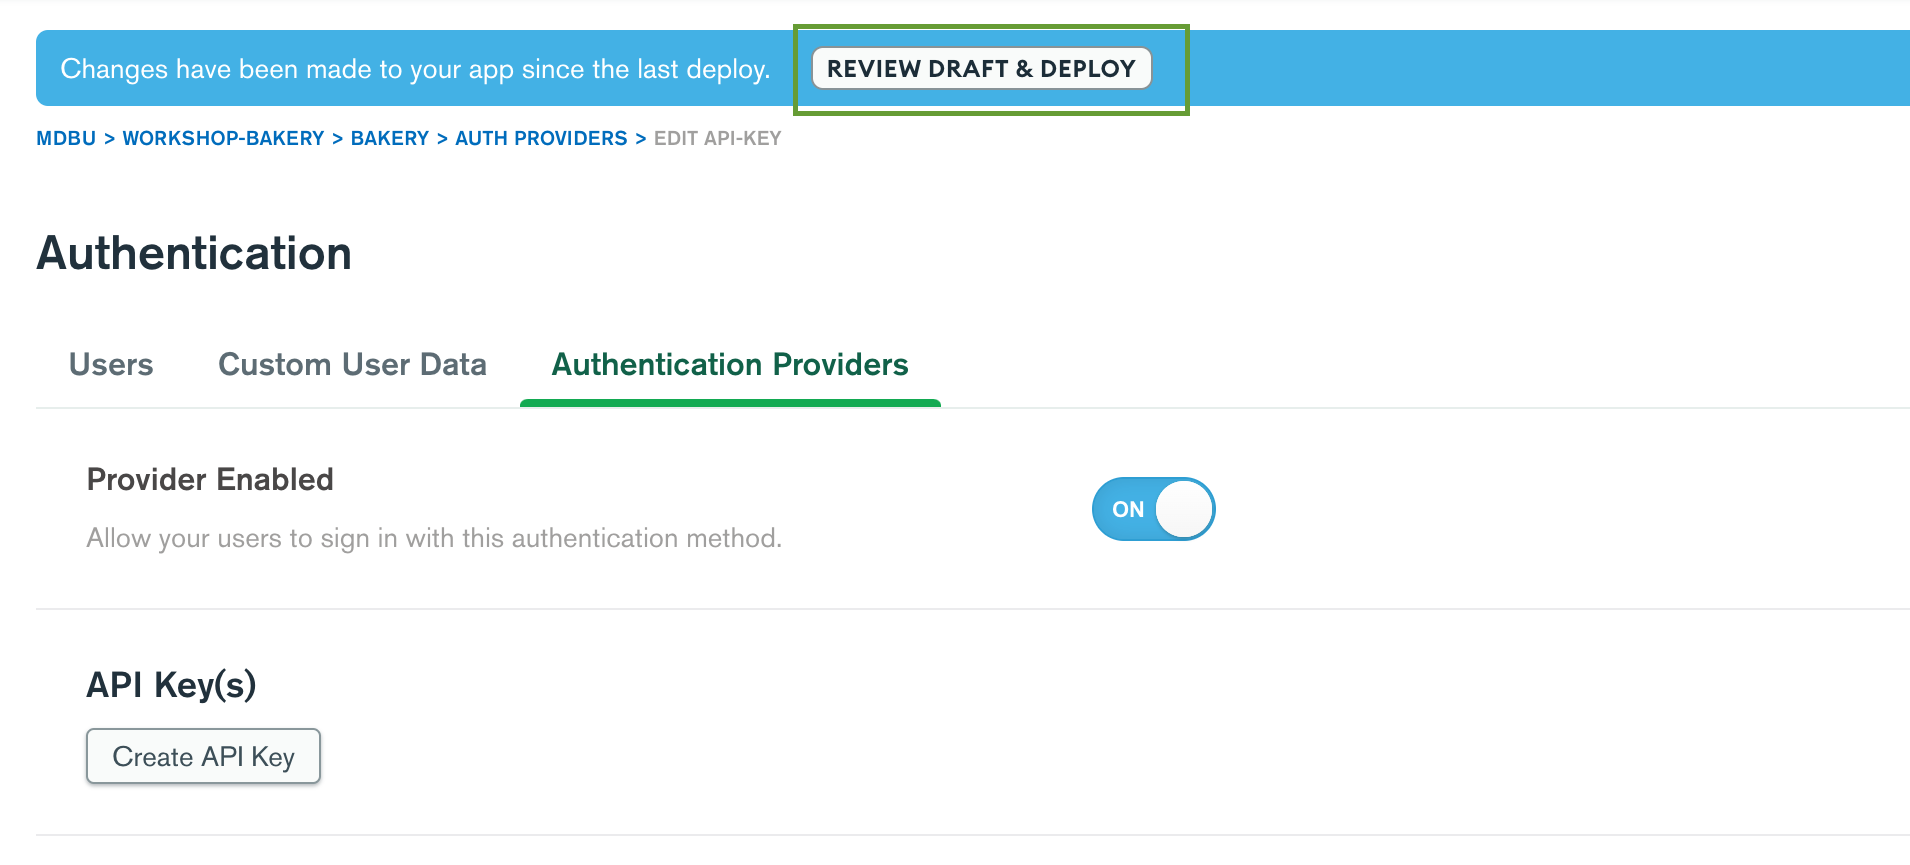 Changes have been made to your app since the last deploy. REVIEW DRAFT & DEPLOY
MDBU > WORKSHOP-BAKERY > BAKERY > AUTH PROVIDERS > EDIT API-KEY
Authentication
Users Custom User Data Authentication Providers
Provider Enabled
ON
Allow your users to sign in with this authentication method.
API Key(s)
Create API Key